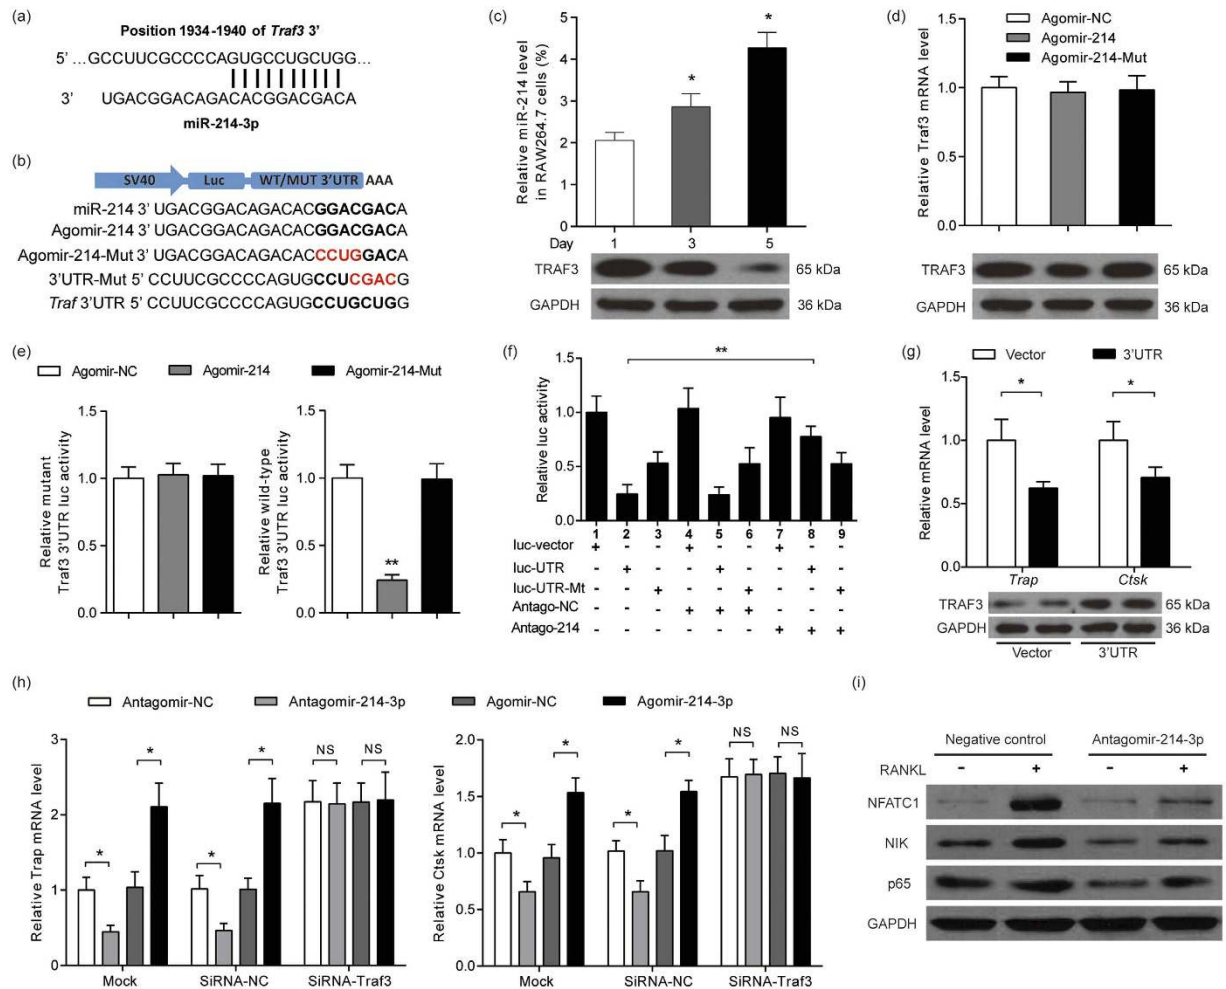 (a)
Position 1934-1940 of Traf3 3’
5’ ...GCCUUCGCCCCAGUGCCUGCUGG...
3’ UGACGGACAGACACGGACGACA
miR-214-3p
(b)
SV40 Luc WT/MUT 3’UTR AAA
miR-214 3’ UGACGGACAGACACGGACGACA
Agomir-214 UGACGGACAGACACGGACGACA
Agomir-214-Mut 3’ UGACGGACAGACACCCUGGACA
3’UTR-Mut 5’ CCUUCGCCCCAGUGCCUCGACG
Traf 3’UTR 5’ CCUUCGCCCCAGUGCCUGCUGG
(c)
Relative miR-214 level
in RAW264.7 cells (%)
5
4
3
2
1
0
*
*
Day 1 3 5
TRAF3 65 kDa
GAPDH 36 kDa
(d)
Agomir-NC
Agomir-214
Agomir-214-Mut
Relative Traf3 mRNA level
1.5
1.0
0.5
0.0
TRAF3 65 kDa
GAPDH 36 kDa
(e)
Agomir-NC Agomir-214 Agomir-214-Mut
Relative mutant
Traf3 3’UTR luc activity
1.5
1.0
0.5
0.0
Relative wild-type
Traf3 3’UTR luc activity
1.5
1.0
0.5
0.0
**
(f)
Relative luc activity
1.5
1.0
0.5
0.0
**
1 2 3 4 5 6 7 8 9
luc-vector + - - + - - + - -
luc-UTR - + - - + - - + -
luc-UTR-Mt - - + - - + - - +
Antago-NC - - - + + + - - -
Antago-214 - - - - - - + + +
(g)
Vector 3’UTR
Relative mRNA level
1.5
1.0
0.5
0.0
* *
Trap Ctsk
TRAF3 65 kDa
GAPDH 36 kDa
Vector 3’UTR
(h)
Antagomir-NC Antagomir-214-3p Agomir-NC Agomir-214-3p
Relative Trap mRNA level
3
2
1
0
* * * * NS NS
Mock SiRNA-NC SiRNA-Traf3
Relative Ctsk mRNA level
2.0
1.5
1.0
0.5
0.0
* * * * NS NS
Mock SiRNA-NC SiRNA-Traf3
(i)
Negative control Antagomir-214-3p
RANKL - + - +
NFATC1
NIK
p65
GAPDH